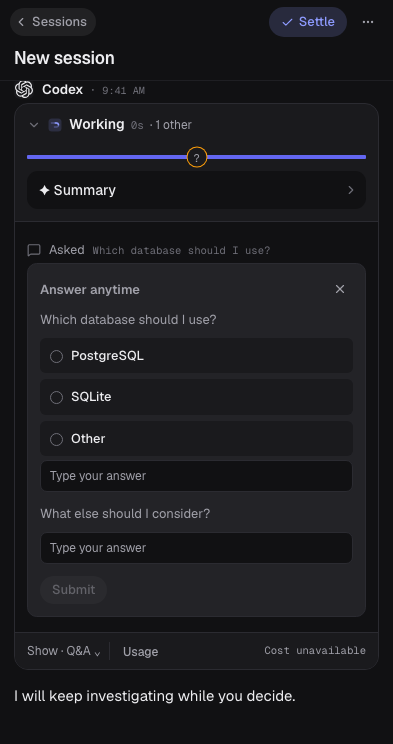 Sessions
Settle
New session
Codex · 9:41 AM
Working 0s · 1 other
?
Summary
Asked Which database should I use?
Answer anytime
Which database should I use?
PostgreSQL
SQLite
Other
Type your answer
What else should I consider?
Type your answer
Submit
Show · Q&A
Usage
Cost unavailable
I will keep investigating while you decide.